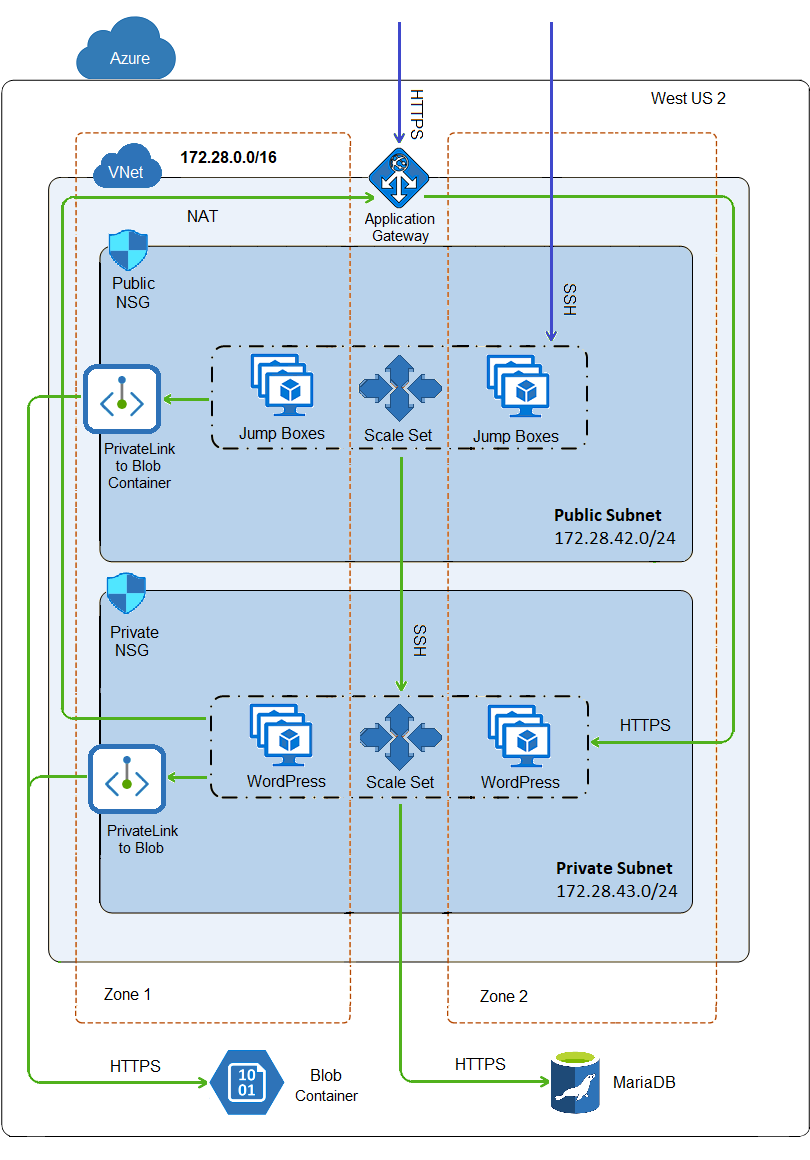 Azure
HTTPS
West US 2
VNet
172.28.0.0/16
NAT
Application
Gateway
Public
NSG
SSH
Jump Boxes
Scale Set
Jump Boxes
PrivateLink
to Blob
Container
Public Subnet
172.28.42.0/24
Private
NSG
SSH
HTTPS
WordPress
Scale Set
WordPress
PrivateLink
to Blob
Private Subnet
172.28.43.0/24
Zone 1
Zone 2
HTTPS
10
01
Blob
Container
HTTPS
MariaDB